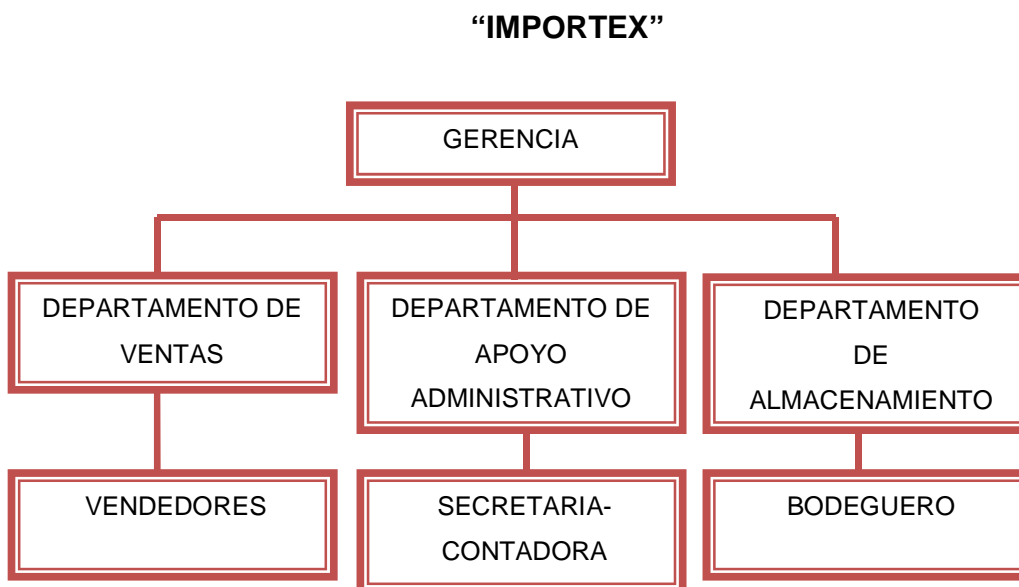 “IMPORTEX”
GERENCIA
DEPARTAMENTO DE
VENTAS
DEPARTAMENTO DE
APOYO
ADMINISTRATIVO
DEPARTAMENTO
DE
ALMACENAMIENTO
VENDEDORES
SECRETARIA-
CONTADORA
BODEGUERO